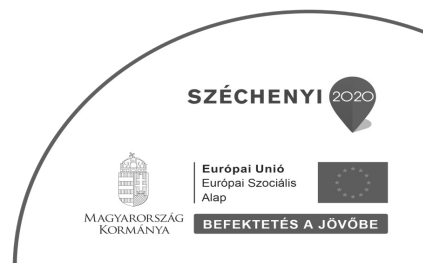 SZÉCHENYI 2020
Európai Unió
Európai Szociális
Alap
MAGYARORSZÁG
KORMÁNYA
BEFEKTETÉS A JÖVŐBE